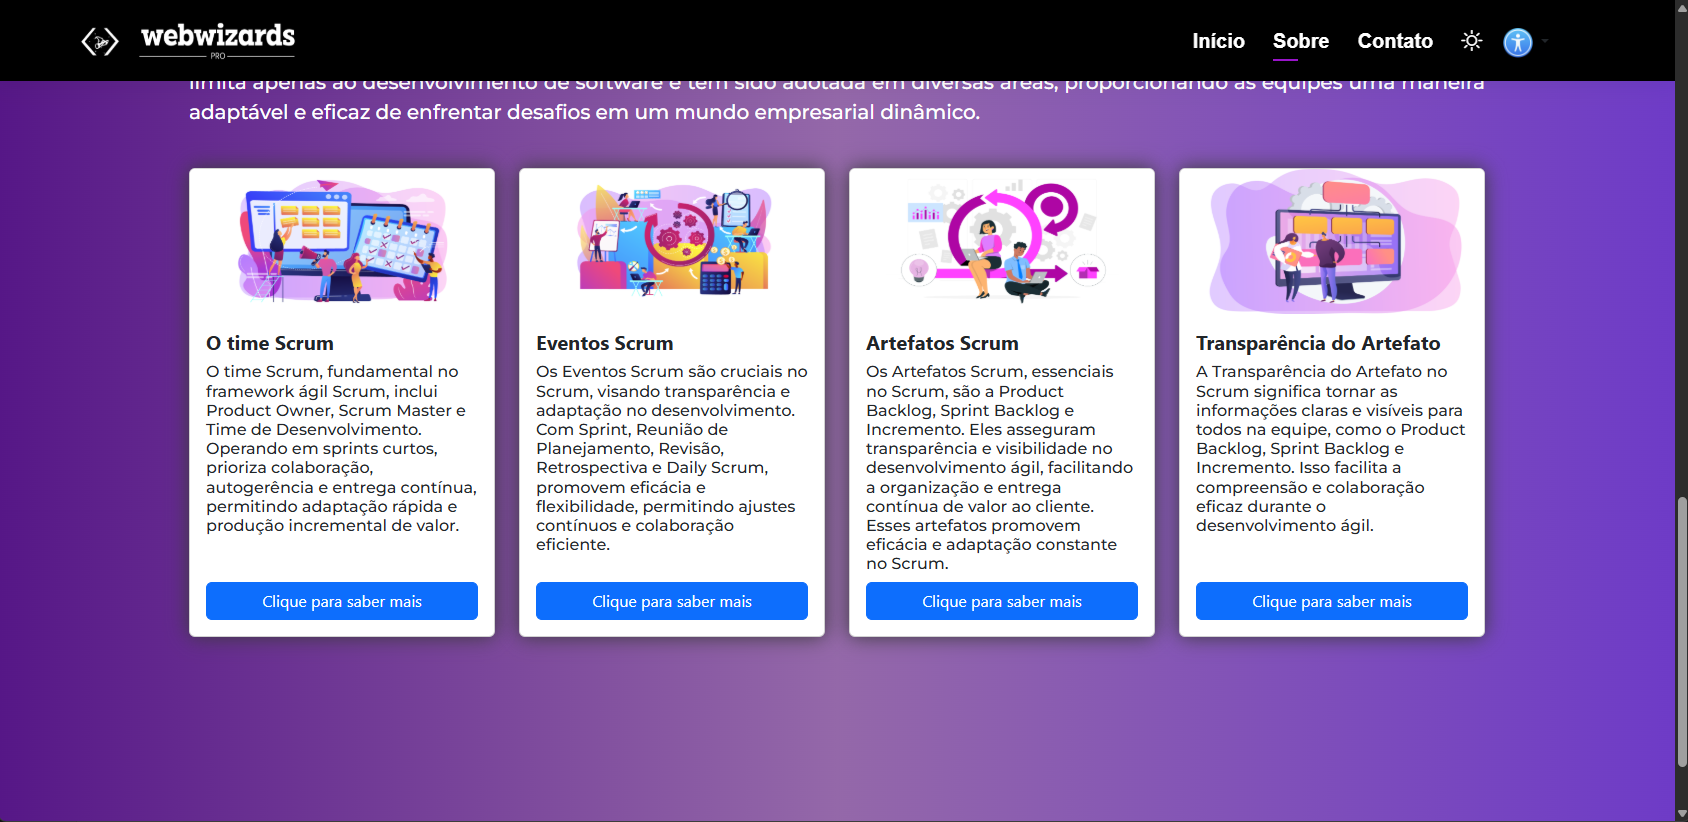 webwizards
PRO
Início
Sobre
Contato
limita apenas ao desenvolvimento de software e tem sido adotada em diversas áreas, proporcionando às equipes uma maneira
adaptável e eficaz de enfrentar desafios em um mundo empresarial dinâmico.
O time Scrum
O time Scrum, fundamental no
framework ágil Scrum, inclui
Product Owner, Scrum Master e
Time de Desenvolvimento.
Operando em sprints curtos,
prioriza colaboração,
autogerência e entrega contínua,
permitindo adaptação rápida e
produção incremental de valor.
Clique para saber mais
Eventos Scrum
Os Eventos Scrum são cruciais no
Scrum, visando transparência e
adaptação no desenvolvimento.
Com Sprint, Reunião de
Planejamento, Revisão,
Retrospectiva e Daily Scrum,
promovem eficácia e
flexibilidade, permitindo ajustes
contínuos e colaboração
eficiente.
Clique para saber mais
Artefatos Scrum
Os Artefatos Scrum, essenciais
no Scrum, são a Product
Backlog, Sprint Backlog e
Incremento. Eles asseguram
transparência e visibilidade no
desenvolvimento ágil, facilitando
a organização e entrega
contínua de valor ao cliente.
Esses artefatos promovem
eficácia e adaptação constante
no Scrum.
Clique para saber mais
Transparência do Artefato
A Transparência do Artefato no
Scrum significa tornar as
informações claras e visíveis para
todos na equipe, como o Product
Backlog, Sprint Backlog e
Incremento. Isso facilita a
compreensão e colaboração
eficaz durante o
desenvolvimento ágil.
Clique para saber mais